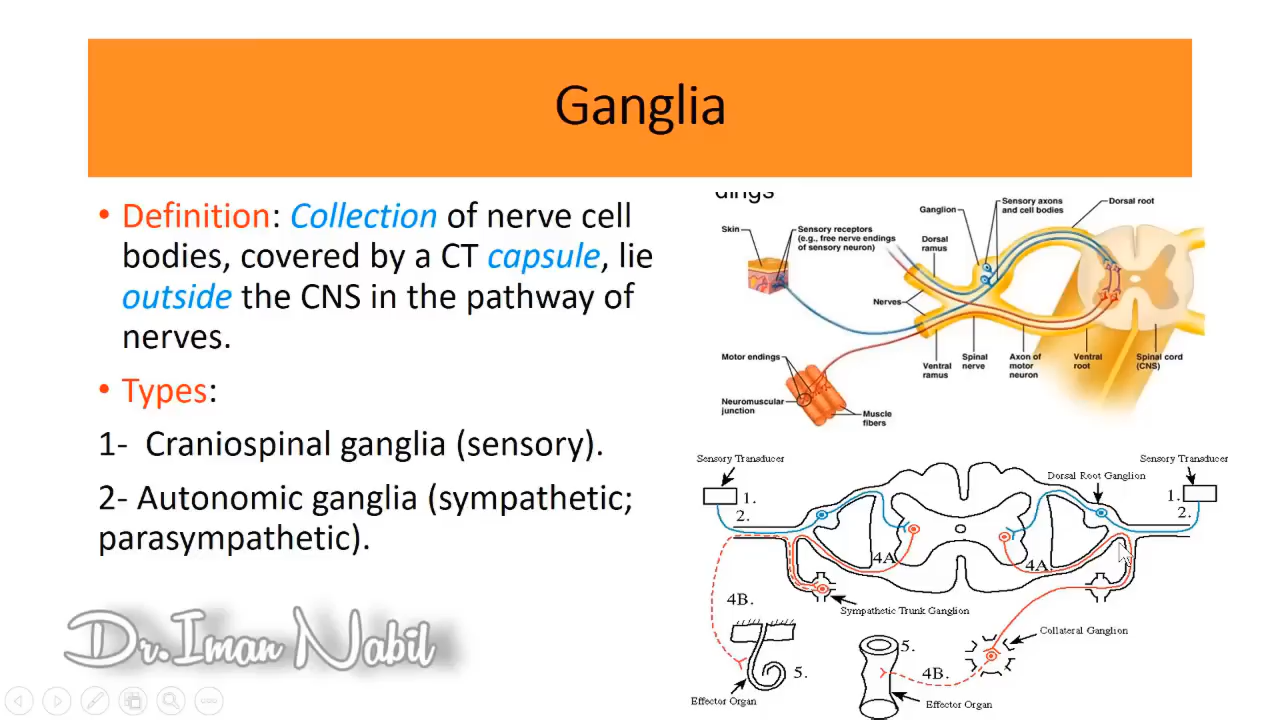 Ganglia
• Definition: Collection of nerve cell
bodies, covered by a CT capsule, lie
outside the CNS in the pathway of
nerves.
• Types:
1- Craniospinal ganglia (sensory).
2- Autonomic ganglia (sympathetic;
parasympathetic).
Dr.Iman Nabil
dings
Skin
Sensory receptors
(e.g., free nerve endings
of sensory neuron)
Ganglion
Sensory axons
and cell bodies
Dorsal root
Dorsal
ramus
Nerves
Motor endings
Neuromuscular
junction
Muscle
fibers
Ventral
ramus
Spinal
nerve
Axon of
motor
neuron
Ventral
root
Spinal cord
(CNS)
Sensory Transducer
1.
2.
Sensory Transducer
1.
2.
Dorsal Root Ganglion
4A
4A.
Sympathetic Trunk Ganglion
4B.
5.
Effector Organ
Collateral Ganglion
5.
4B.
Effector Organ